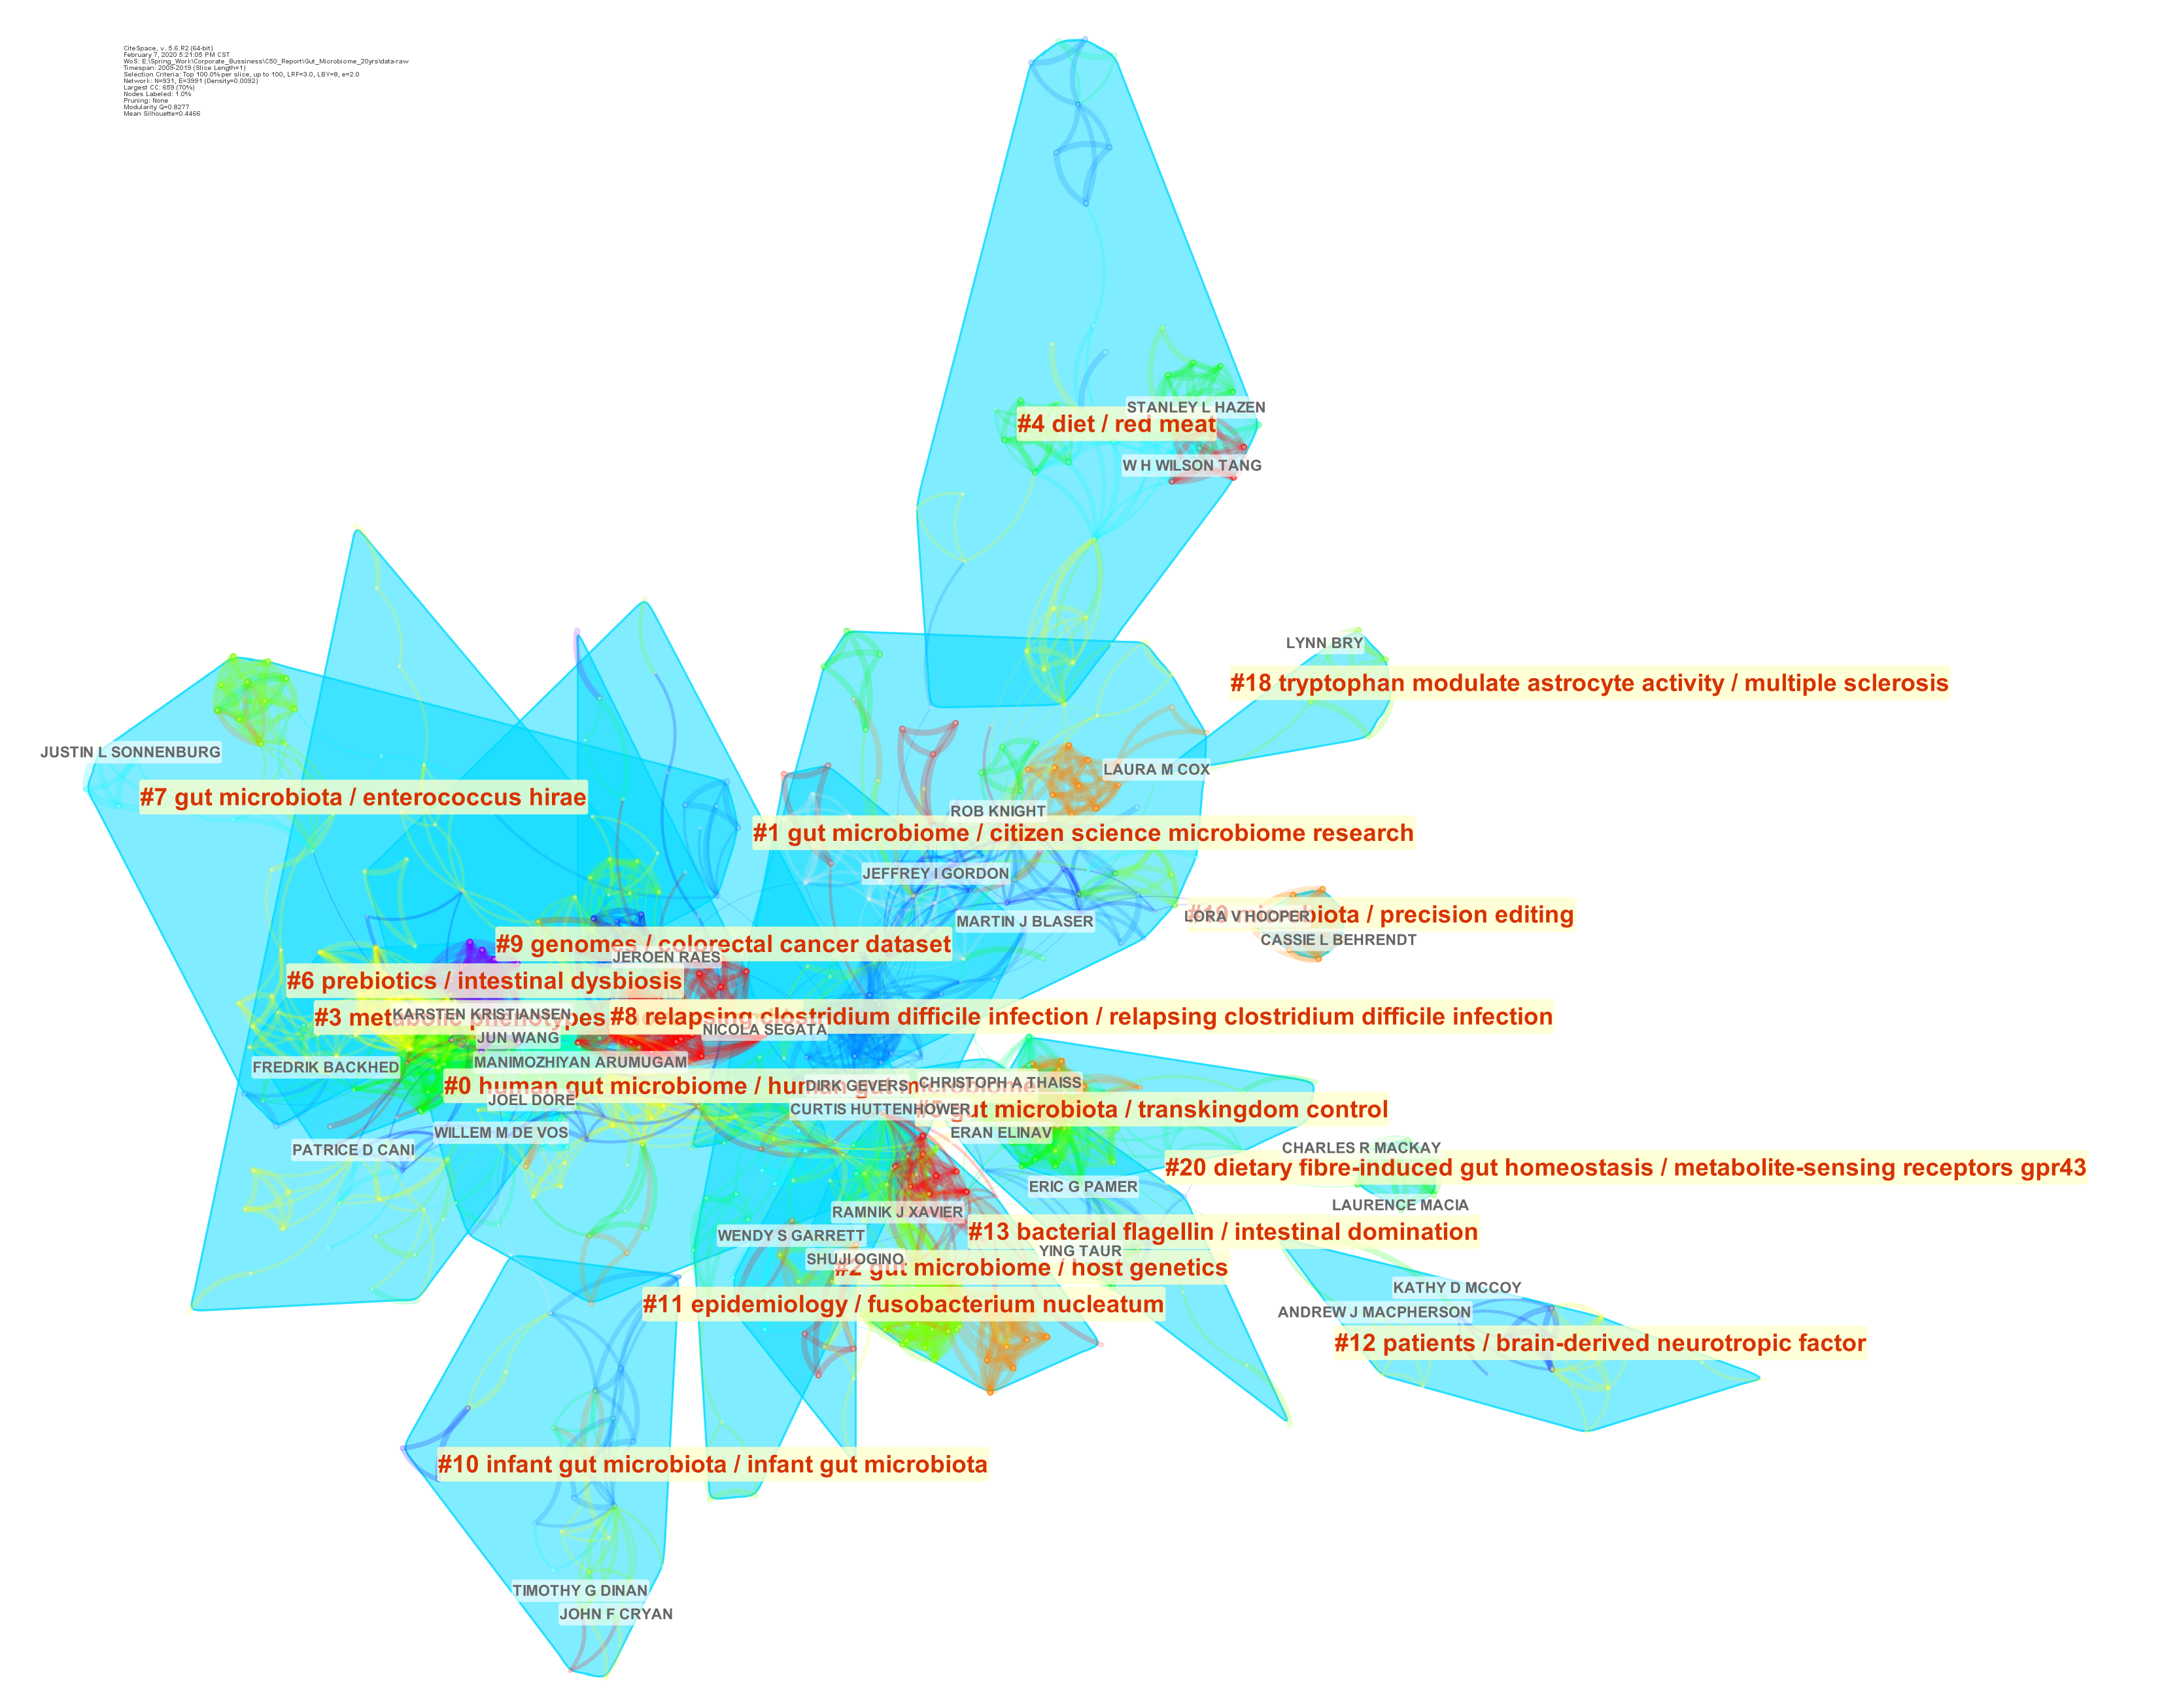 CiteSpace, v. 5.6.R2 (64-bit)
February 7, 2020 5:21:05 PM CST
WoS: E:\Spring_Work\Corporate_Bussiness\C50_Report\Gut_Microbiome_20yrs\data-raw
Timespan: 2009-2019 (Slice Length=1)
Selection Criteria: Top 100.0% per slice, up to 100, LRF=3.0, LBY=8, e=2.0
Network: N=931, E=3991 (Density=0.0092)
Largest CC: 659 (70%)
Nodes Labeled: 1.0%
Pruning: None
Modularity Q=0.8277
Mean Silhouette=0.4466
STANLEY L HAZEN
#4 diet / red meat
W H WILSON TANG
LYNN BRY
#18 tryptophan modulate astrocyte activity / multiple sclerosis
JUSTIN L SONNENBURG
LAURA M COX
#7 gut microbiota / enterococcus hirae
ROB KNIGHT
#1 gut microbiome / citizen science microbiome research
JEFFREY I GORDON
MARTIN J BLASER
LORA V HOOPER
microbiota / precision editing
CASSIE L BEHRENDT
#9 genomes / colorectal cancer dataset
JEROEN RAES
#6 prebiotics / intestinal dysbiosis
KARSTEN KRISTIANSEN
#3 metabolic phenotypes
#8 relapsing clostridium difficile infection / relapsing clostridium difficile infection
NICOLA SEGATA
JUN WANG
MANIMOZHIYAN ARUMUGAM
FREDRIK BACKHED
#0 human gut microbiome / human gut microbiome
DIRK GEVERS
CHRISTOPH A THAISS
JOEL DORE
CURTIS HUTTENHOWER
#5 gut microbiota / transkingdom control
WILLEM M DE VOS
ERAN ELINAV
PATRICE D CANI
CHARLES R MACKAY
#20 dietary fibre-induced gut homeostasis / metabolite-sensing receptors gpr43
ERIC G PAMER
LAURENCE MACIA
RAMNIK J XAVIER
WENDY S GARRETT
#13 bacterial flagellin / intestinal domination
YING TAUR
SHUJI OGINO
#2 gut microbiome / host genetics
KATHY D MCCOY
#11 epidemiology / fusobacterium nucleatum
ANDREW J MACPHERSON
#12 patients / brain-derived neurotropic factor
#10 infant gut microbiota / infant gut microbiota
TIMOTHY G DINAN
JOHN F CRYAN